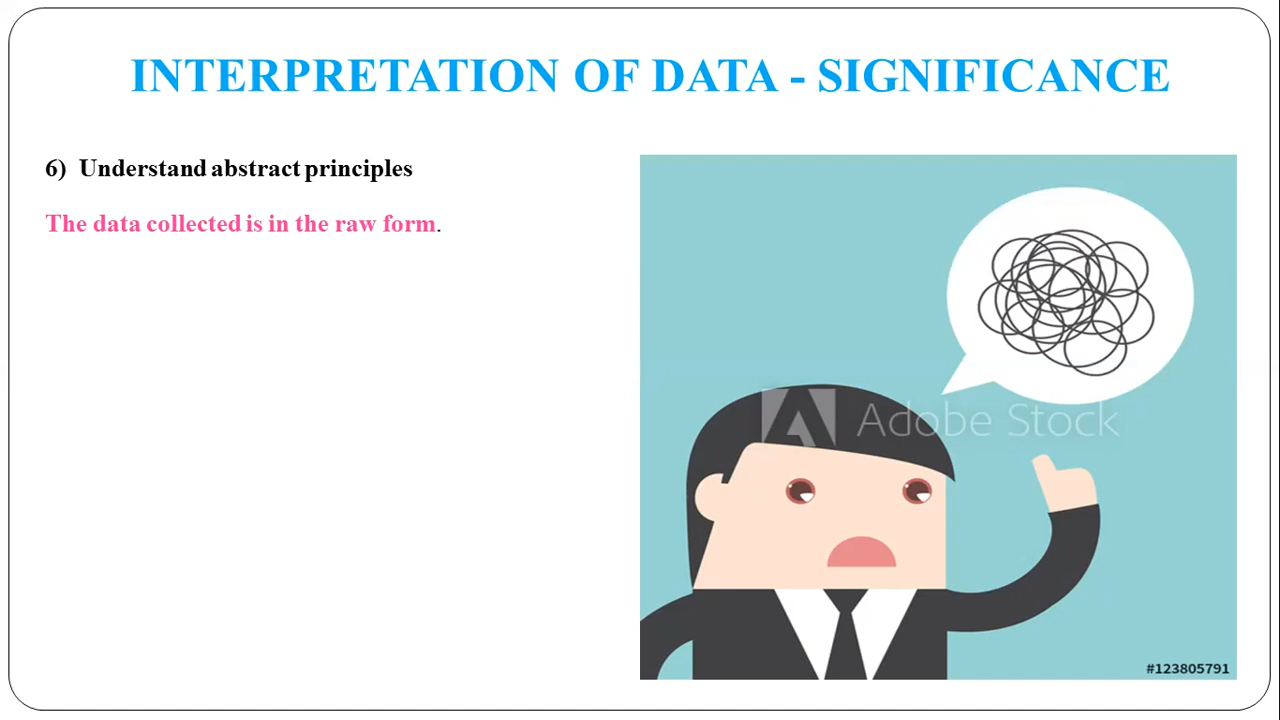 INTERPRETATION OF DATA - SIGNIFICANCE
6) Understand abstract principles
The data collected is in the raw form.
Adobe Stock
#123805791